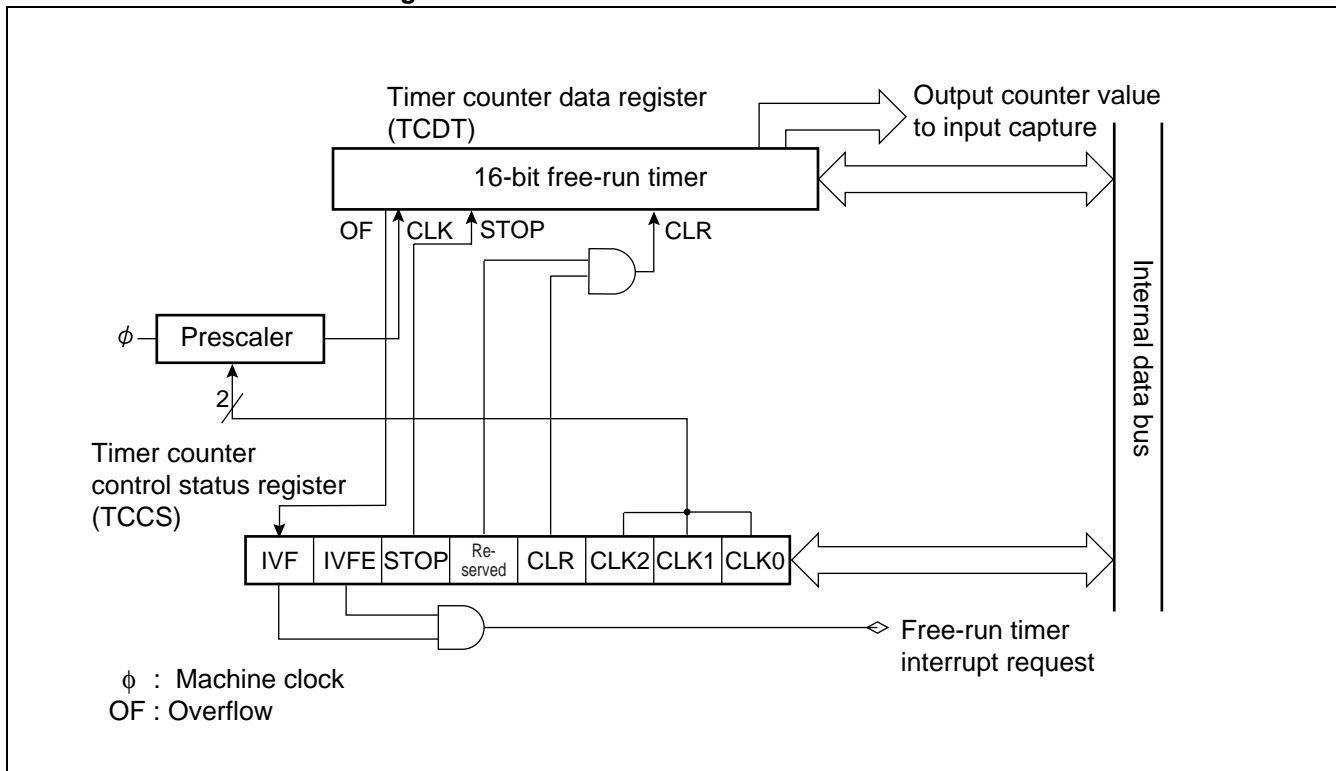 Timer counter data register
(TCDT)
Output counter value
to input capture
16-bit free-run timer
OF
CLK
STOP
CLR
Internal data bus
ϕ
Prescaler
2
Timer counter
control status register
(TCCS)
IVF
IVFE
STOP
Re-
served
CLR
CLK2
CLK1
CLK0
Free-run timer
interrupt request
ϕ : Machine clock
OF : Overflow